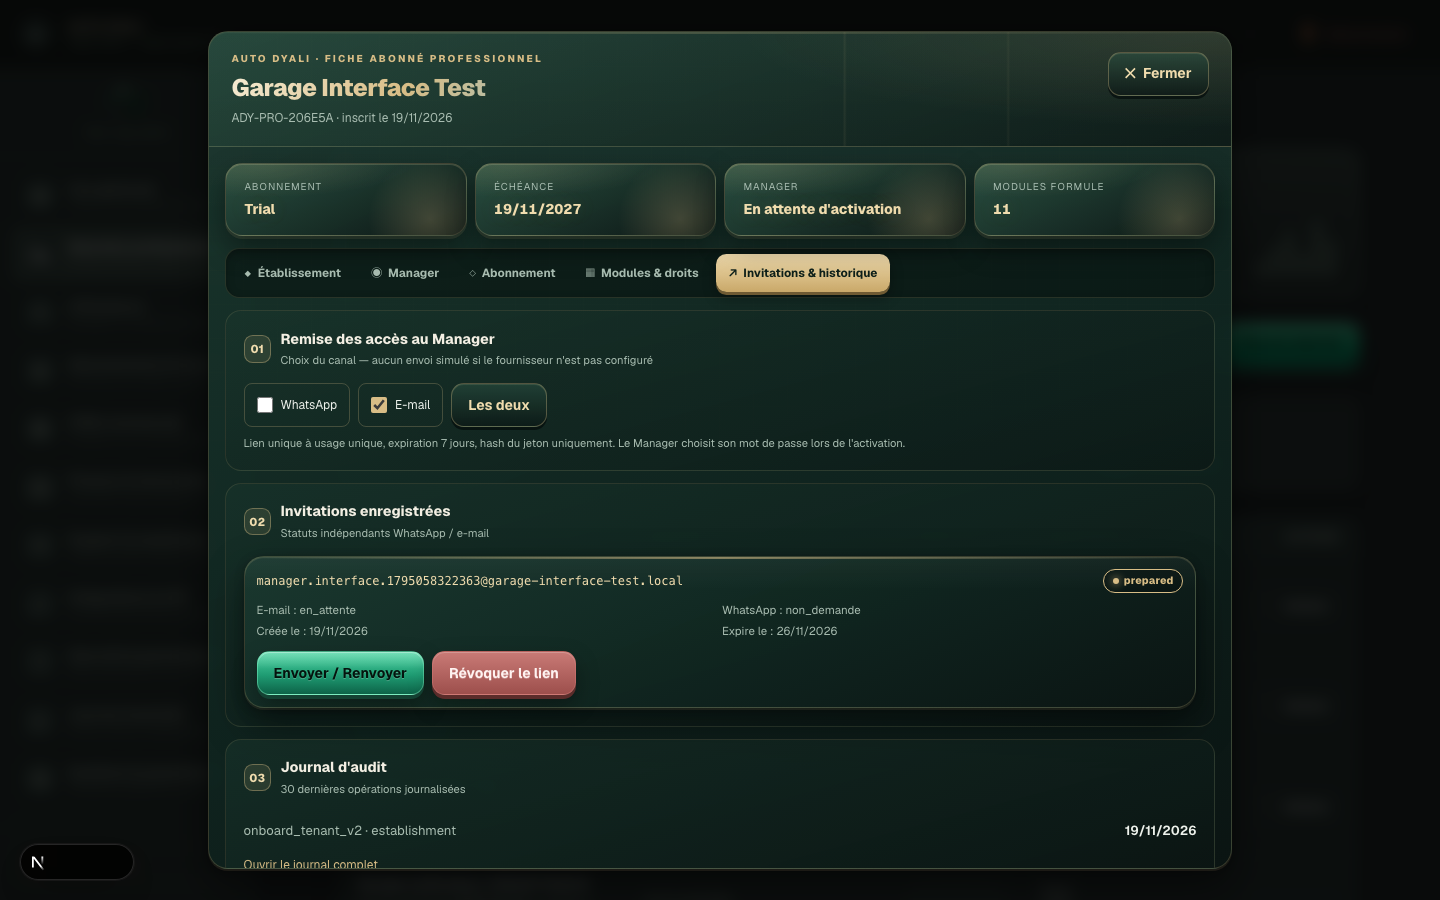 AUTO DYALI · FICHE ABONNÉ PROFESSIONNEL
Garage Interface Test
ADY-PRO-206E5A · inscrit le 19/11/2026
Fermer
ABONNEMENT
Trial
ÉCHÉANCE
19/11/2027
MANAGER
En attente d'activation
MODULES FORMULE
11
Établissement
Manager
Abonnement
Modules & droits
Invitations & historique
01
Remise des accès au Manager
Choix du canal — aucun envoi simulé si le fournisseur n'est pas configuré
WhatsApp
E-mail
Les deux
Lien unique à usage unique, expiration 7 jours, hash du jeton uniquement. Le Manager choisit son mot de passe lors de l'activation.
02
Invitations enregistrées
Statuts indépendants WhatsApp / e-mail
manager.interface.1795058322363@garage-interface-test.local
prepared
E-mail : en_attente
WhatsApp : non_demande
Créée le : 19/11/2026
Expire le : 26/11/2026
Envoyer / Renvoyer
Révoquer le lien
03
Journal d'audit
30 dernières opérations journalisées
onboard_tenant_v2 · establishment
19/11/2026
Ouvrir le journal complet
N